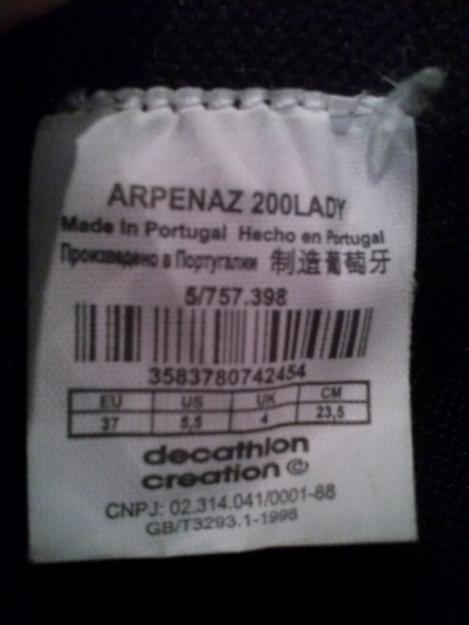 ARPENAZ 200LADY
Made In Portugal Hecho en Portugal
Произведено в Португалии 制造葡萄牙
5/757.398
3583780742454
EU US UK CM
37 5,5 4 23,5
decathlon
creation ©
CNPJ: 02.314.041/0001-88
GB/T3293.1-1998